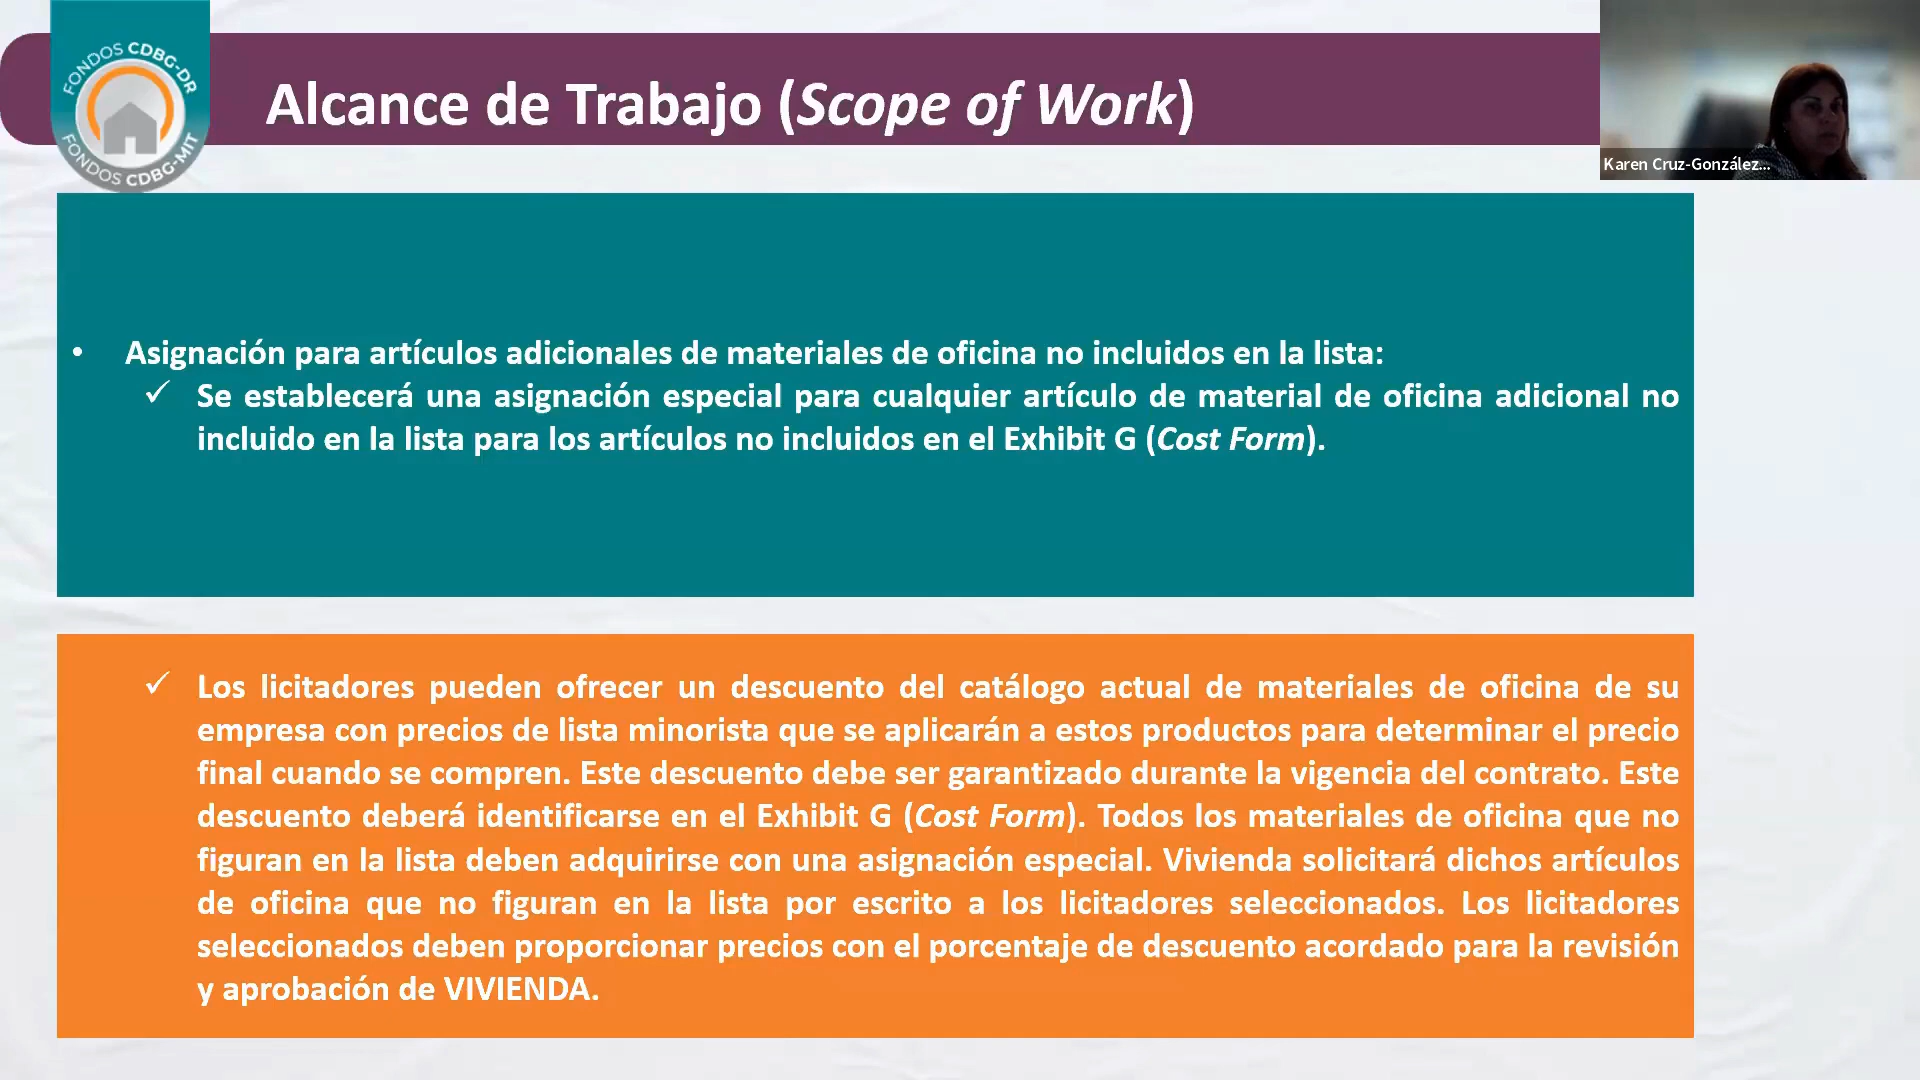 FONDOS CDBG-DR
FONDOS CDBG-MIT
Alcance de Trabajo (Scope of Work)
Karen Cruz-González...
• Asignación para artículos adicionales de materiales de oficina no incluidos en la lista:
✓ Se establecerá una asignación especial para cualquier artículo de material de oficina adicional no
incluido en la lista para los artículos no incluidos en el Exhibit G (Cost Form).
✓ Los licitadores pueden ofrecer un descuento del catálogo actual de materiales de oficina de su
empresa con precios de lista minorista que se aplicarán a estos productos para determinar el precio
final cuando se compren. Este descuento debe ser garantizado durante la vigencia del contrato. Este
descuento deberá identificarse en el Exhibit G (Cost Form). Todos los materiales de oficina que no
figuran en la lista deben adquirirse con una asignación especial. Vivienda solicitará dichos artículos
de oficina que no figuran en la lista por escrito a los licitadores seleccionados. Los licitadores
seleccionados deben proporcionar precios con el porcentaje de descuento acordado para la revisión
y aprobación de VIVIENDA.